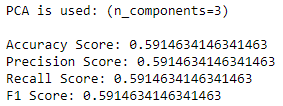 PCA is used: (n_components=3)
Accuracy Score: 0.5914634146341463
Precision Score: 0.5914634146341463
Recall Score: 0.5914634146341463
F1 Score: 0.5914634146341463